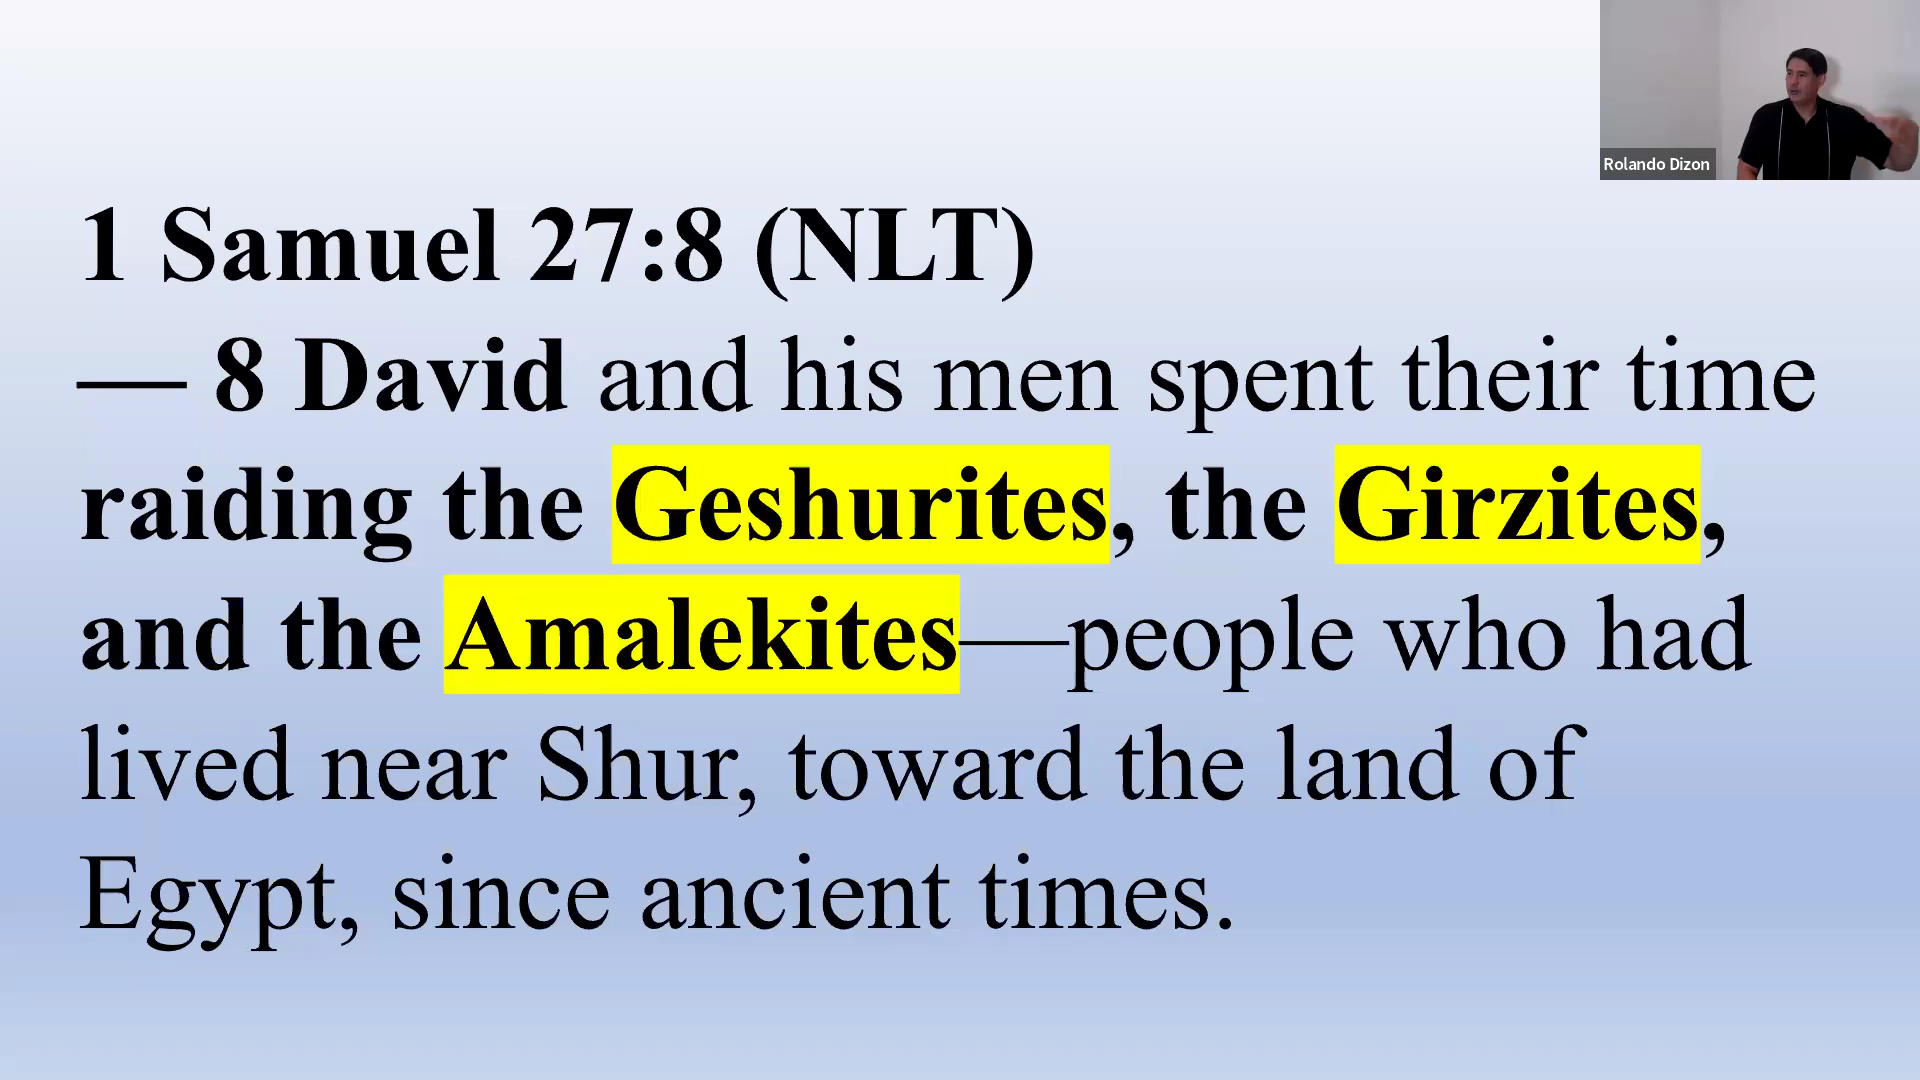 Rolando Dizon
1 Samuel 27:8 (NLT)
— 8 David and his men spent their time
raiding the Geshurites, the Girzites,
and the Amalekites—people who had
lived near Shur, toward the land of
Egypt, since ancient times.